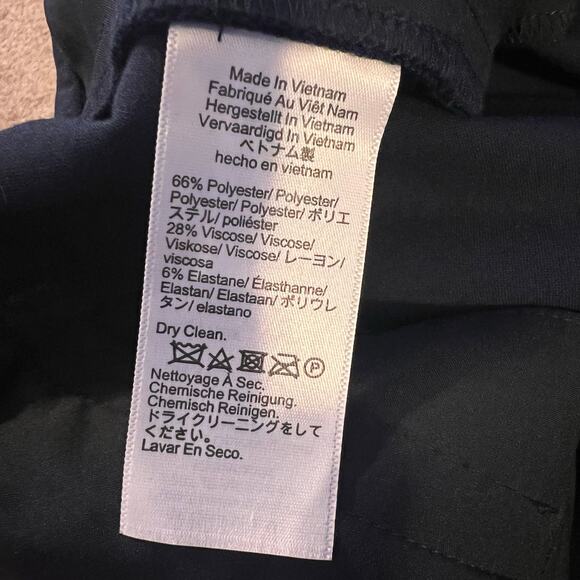 Made In Vietnam
Fabriqué Au Viêt Nam
Hergestellt In Vietnam
Vervaardigd In Vietnam
ベトナム製
hecho en vietnam
66% Polyester/ Polyester/
Polyester/ Polyester/ ポリエ
ステル/ poliéster
28% Viscose/ Viscose/
Viskose/ Viscose/ レーヨン/
viscosa
6% Elastane/ Élasthanne/
Elastan/ Elastaan/ ポリウレ
タン/ elastano
Dry Clean.
P
Nettoyage À Sec.
Chemische Reinigung.
Chemisch Reinigen.
ドライクリーニングをして
ください。
Lavar En Seco.